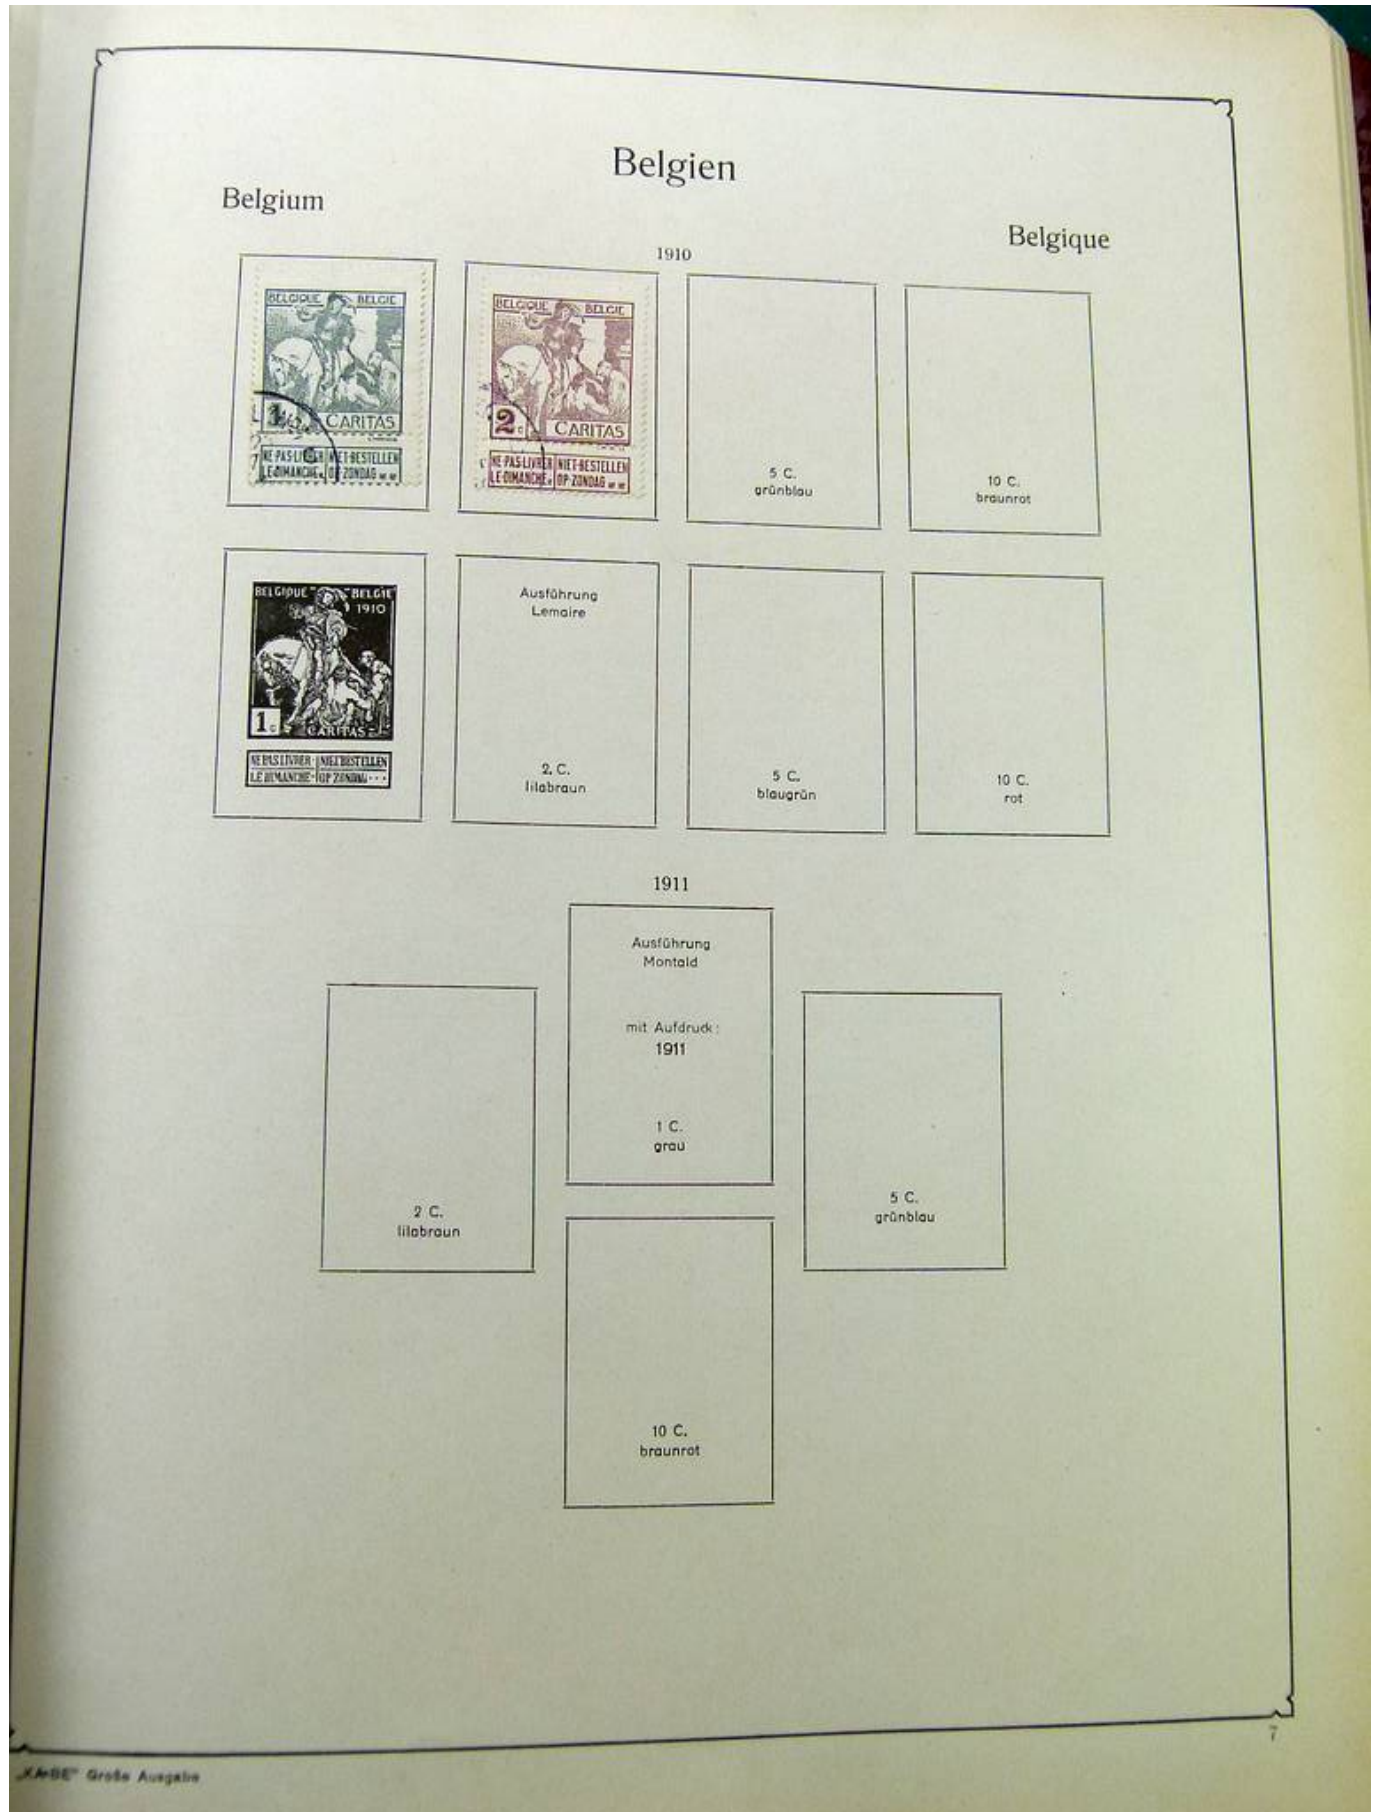 Belgien
Belgium
Belgique
1910
BELGIQUE BELGIE
1
CARITAS
NE·PAS·LIVRER NIET·BESTELLEN
LE·DIMANCHE· OP·ZONDAG
BELGIQUE BELGIE
2c
CARITAS
NE·PAS·LIVRER NIET·BESTELLEN
LE·DIMANCHE· OP·ZONDAG
5 C.
grünblau
10 C.
braunrot
BELGIQUE BELGIE
1910
1c
CARITAS
NE PAS LIVRER NIET BESTELLEN
LE DIMANCHE OP ZONDAG
Ausführung
Lemaire
2. C.
lilabraun
5 C.
blaugrün
10 C.
rot
1911
Ausführung
Montald
mit Aufdruck:
1911
1 C.
grau
2 C.
lilabraun
5 C.
grünblau
10 C.
braunrot
7
„KA-BE" Große Ausgabe